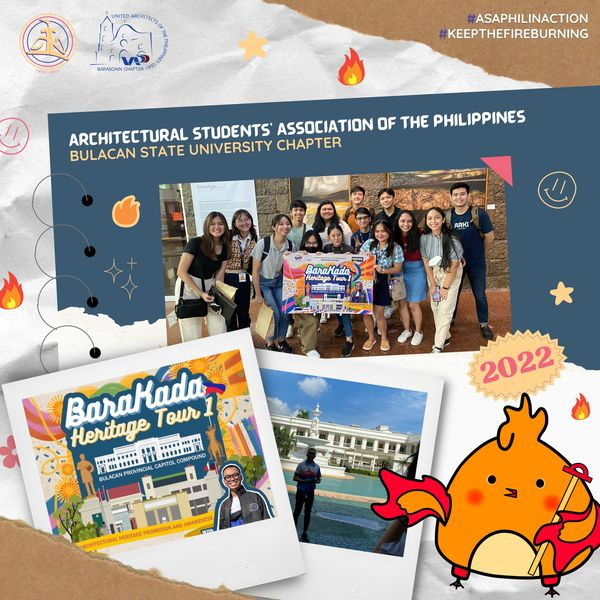 #ASAPHILINACTION
#KEEPTHEFIREBURNING
UNITED ARCHITECTS OF THE PHILIPPINES
BARASOAIN CHAPTER
ARCHITECTURAL STUDENTS' ASSOCIATION OF THE PHILIPPINES
BULACAN STATE UNIVERSITY CHAPTER
BaraKada
Heritage Tour 1
2022
BaraKada
Heritage Tour 1
BULACAN PROVINCIAL CAPITOL COMPOUND
ARCHITECTURAL HERITAGE PROMOTION AND AWARENESS